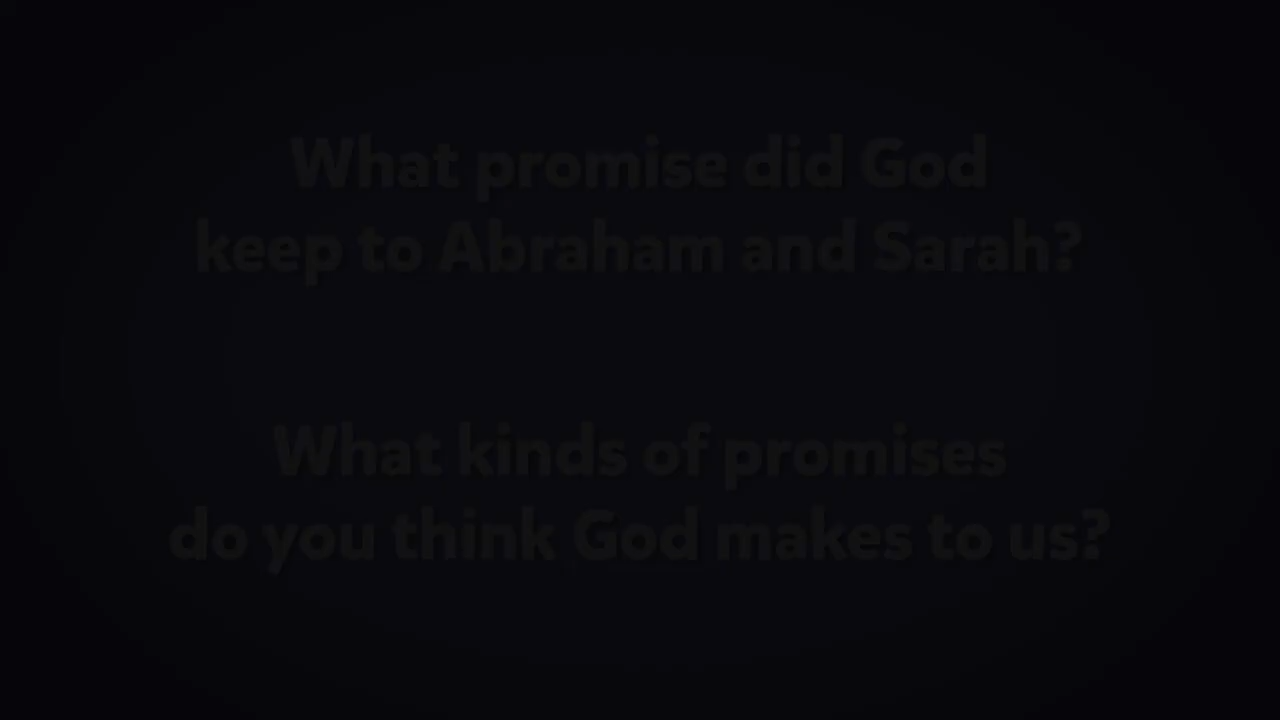 What promise did God
keep to Abraham and Sarah?
What kinds of promises
do you think God makes to us?